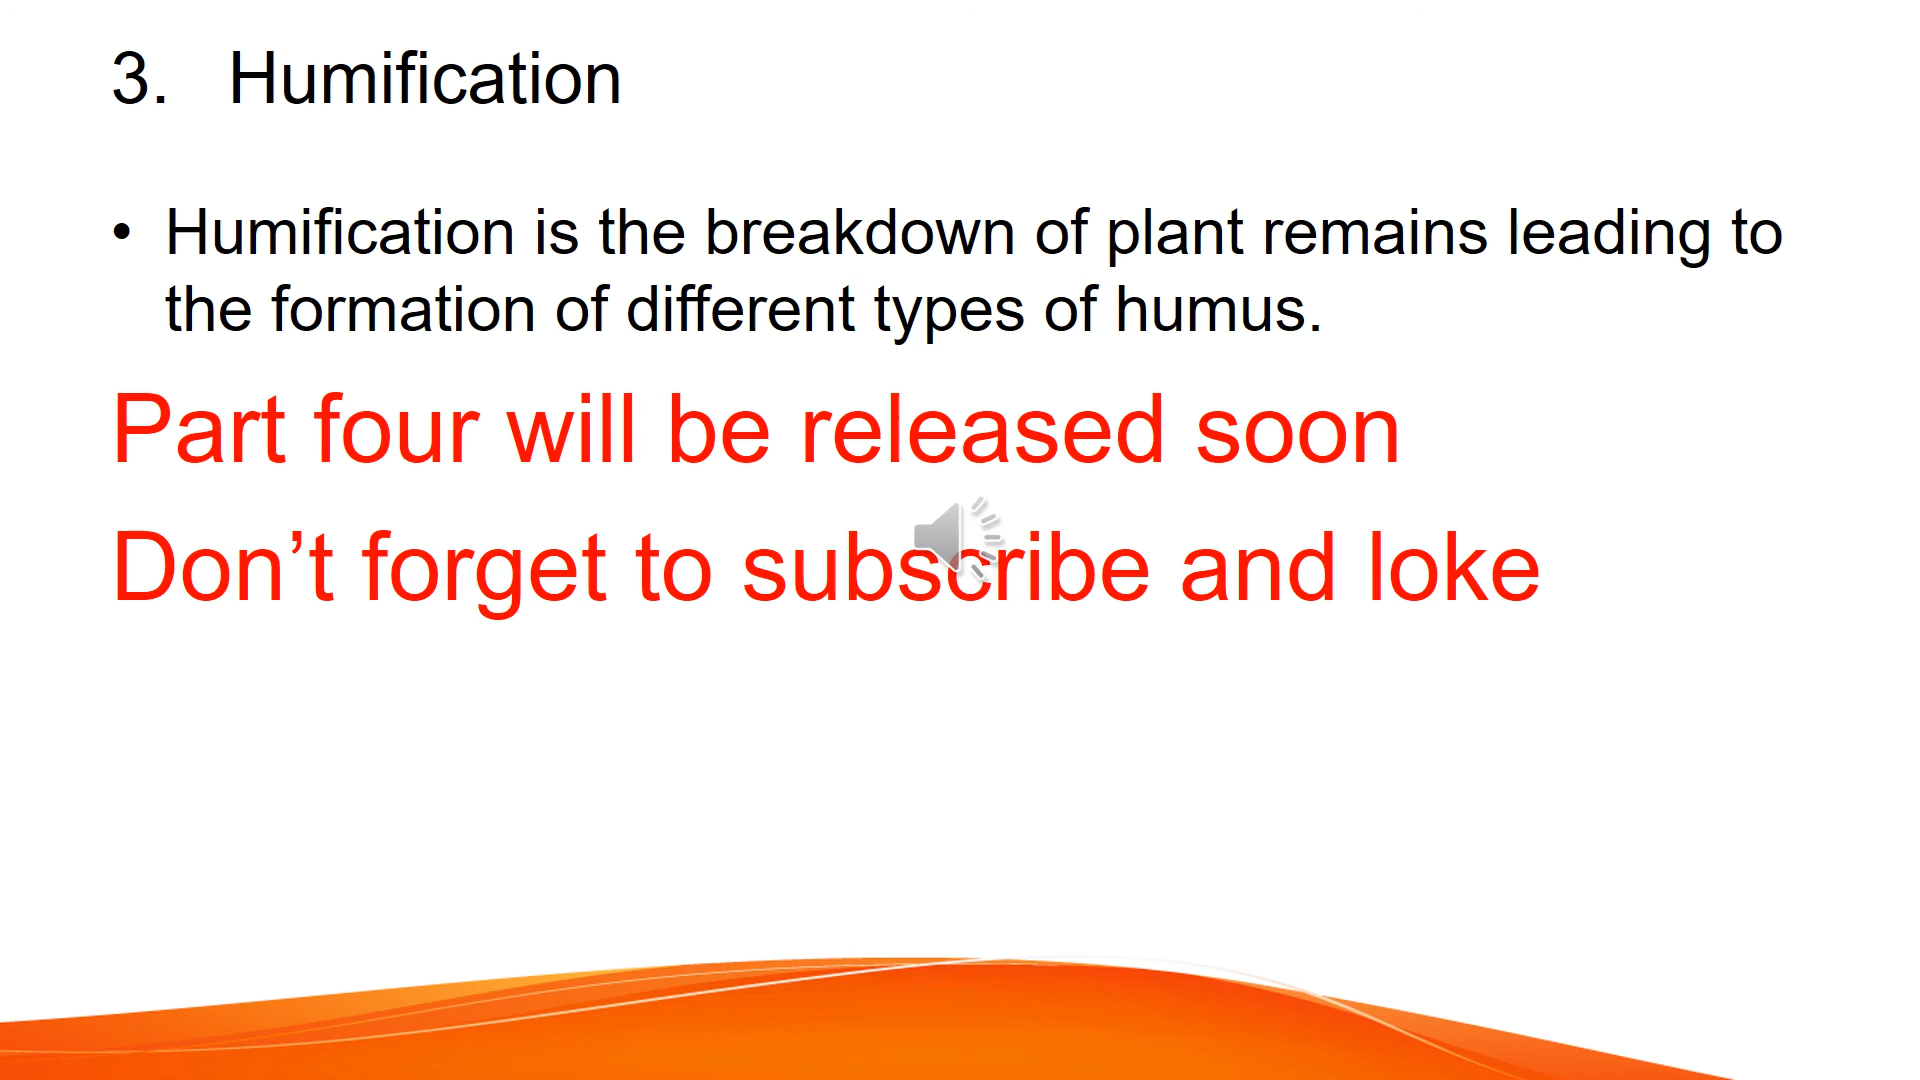 3. Humification
• Humification is the breakdown of plant remains leading to
the formation of different types of humus.
Part four will be released soon
Don’t forget to subscribe and loke